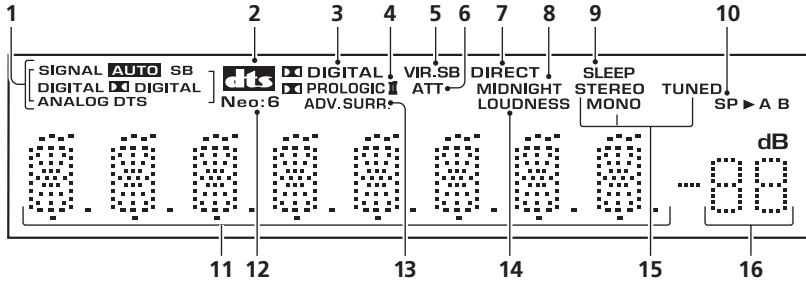 1 2 3 4 5 6 7 8 9 10
SIGNAL AUTO SB dts DIGITAL VIR.SB DIRECT SLEEP
DIGITAL DIGITAL PROLOGIC II ATT MIDNIGHT STEREO TUNED
ANALOG DTS Neo:6 ADV.SURR. LOUDNESS MONO SP ► A B
dB
11 12 13 14 15 16